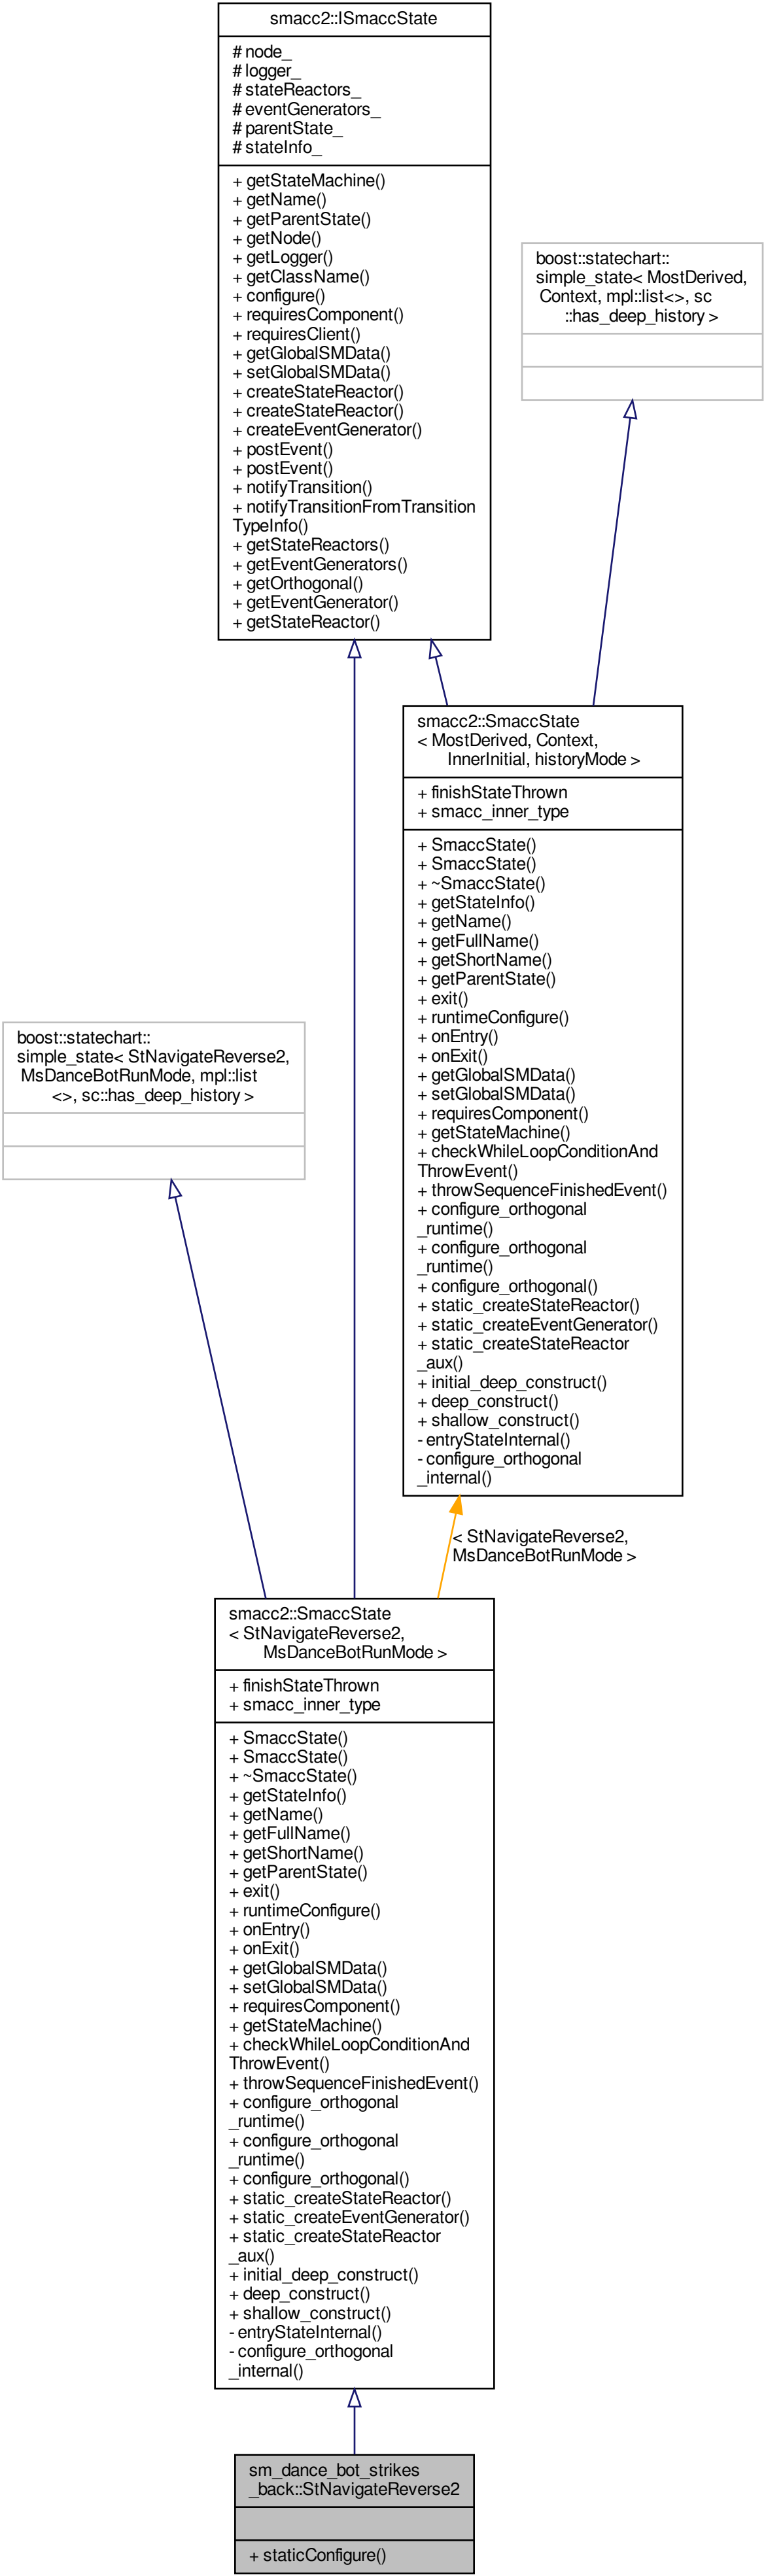 smacc2::ISmaccState
# node_
# logger_
# stateReactors_
# eventGenerators_
# parentState_
# stateInfo_
+ getStateMachine()
+ getName()
+ getParentState()
+ getNode()
+ getLogger()
+ getClassName()
+ configure()
+ requiresComponent()
+ requiresClient()
+ getGlobalSMData()
+ setGlobalSMData()
+ createStateReactor()
+ createStateReactor()
+ createEventGenerator()
+ postEvent()
+ postEvent()
+ notifyTransition()
+ notifyTransitionFromTransition
TypeInfo()
+ getStateReactors()
+ getEventGenerators()
+ getOrthogonal()
+ getEventGenerator()
+ getStateReactor()
boost::statechart::
simple_state< MostDerived,
Context, mpl::list<>, sc
::has_deep_history >
smacc2::SmaccState
< MostDerived, Context,
InnerInitial, historyMode >
+ finishStateThrown
+ smacc_inner_type
+ SmaccState()
+ SmaccState()
+ ~SmaccState()
+ getStateInfo()
+ getName()
+ getFullName()
+ getShortName()
+ getParentState()
+ exit()
+ runtimeConfigure()
+ onEntry()
+ onExit()
+ getGlobalSMData()
+ setGlobalSMData()
+ requiresComponent()
+ getStateMachine()
+ checkWhileLoopConditionAnd
ThrowEvent()
+ throwSequenceFinishedEvent()
+ configure_orthogonal
_runtime()
+ configure_orthogonal
_runtime()
+ configure_orthogonal()
+ static_createStateReactor()
+ static_createEventGenerator()
+ static_createStateReactor
_aux()
+ initial_deep_construct()
+ deep_construct()
+ shallow_construct()
- entryStateInternal()
- configure_orthogonal
_internal()
boost::statechart::
simple_state< StNavigateReverse2,
MsDanceBotRunMode, mpl::list
<>, sc::has_deep_history >
< StNavigateReverse2,
MsDanceBotRunMode >
smacc2::SmaccState
< StNavigateReverse2,
MsDanceBotRunMode >
+ finishStateThrown
+ smacc_inner_type
+ SmaccState()
+ SmaccState()
+ ~SmaccState()
+ getStateInfo()
+ getName()
+ getFullName()
+ getShortName()
+ getParentState()
+ exit()
+ runtimeConfigure()
+ onEntry()
+ onExit()
+ getGlobalSMData()
+ setGlobalSMData()
+ requiresComponent()
+ getStateMachine()
+ checkWhileLoopConditionAnd
ThrowEvent()
+ throwSequenceFinishedEvent()
+ configure_orthogonal
_runtime()
+ configure_orthogonal
_runtime()
+ configure_orthogonal()
+ static_createStateReactor()
+ static_createEventGenerator()
+ static_createStateReactor
_aux()
+ initial_deep_construct()
+ deep_construct()
+ shallow_construct()
- entryStateInternal()
- configure_orthogonal
_internal()
sm_dance_bot_strikes
_back::StNavigateReverse2
+ staticConfigure()